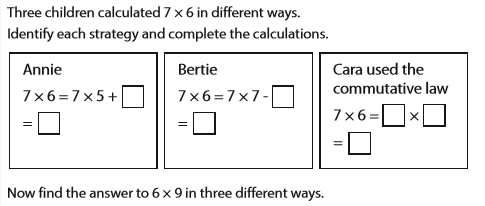 Three children calculated 7 × 6 in different ways.
Identify each strategy and complete the calculations.
Annie
7 × 6 = 7 × 5 + □
= □
Bertie
7 × 6 = 7 × 7 - □
= □
Cara used the
commutative law
7 × 6 = □ × □
= □
Now find the answer to 6 × 9 in three different ways.